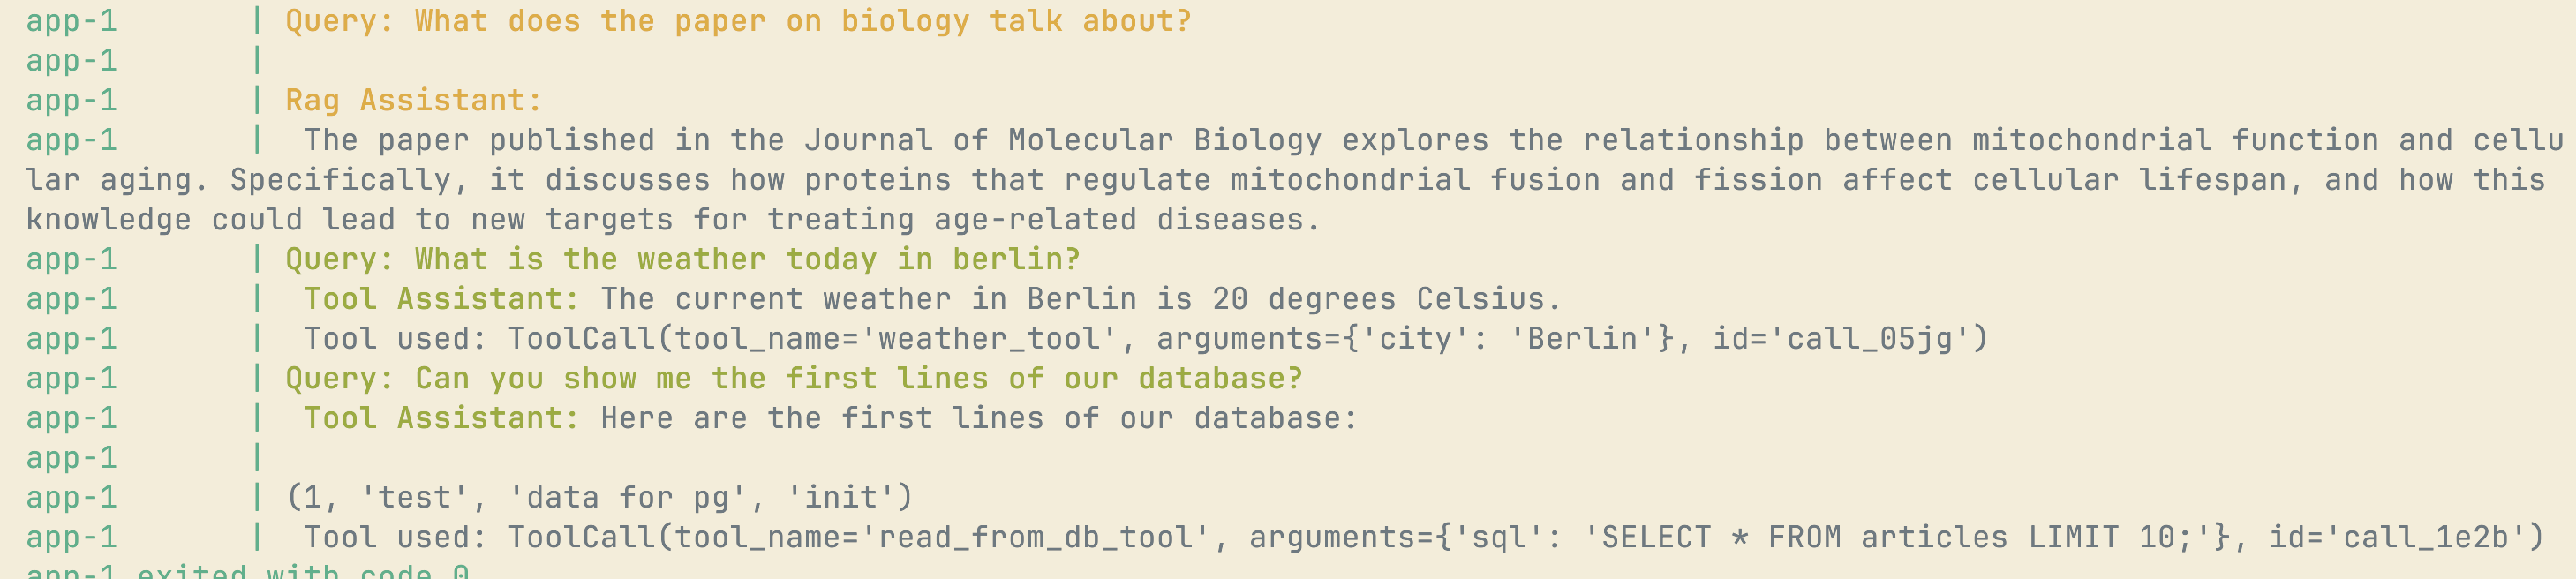 app-1 | Query: What does the paper on biology talk about?
app-1 |
app-1 | Rag Assistant:
app-1 | The paper published in the Journal of Molecular Biology explores the relationship between mitochondrial function and cellu
lar aging. Specifically, it discusses how proteins that regulate mitochondrial fusion and fission affect cellular lifespan, and how this
knowledge could lead to new targets for treating age-related diseases.
app-1 | Query: What is the weather today in berlin?
app-1 | Tool Assistant: The current weather in Berlin is 20 degrees Celsius.
app-1 | Tool used: ToolCall(tool_name='weather_tool', arguments={'city': 'Berlin'}, id='call_05jg')
app-1 | Query: Can you show me the first lines of our database?
app-1 | Tool Assistant: Here are the first lines of our database:
app-1 |
app-1 | (1, 'test', 'data for pg', 'init')
app-1 | Tool used: ToolCall(tool_name='read_from_db_tool', arguments={'sql': 'SELECT * FROM articles LIMIT 10;'}, id='call_1e2b')
app-1 exited with code 0